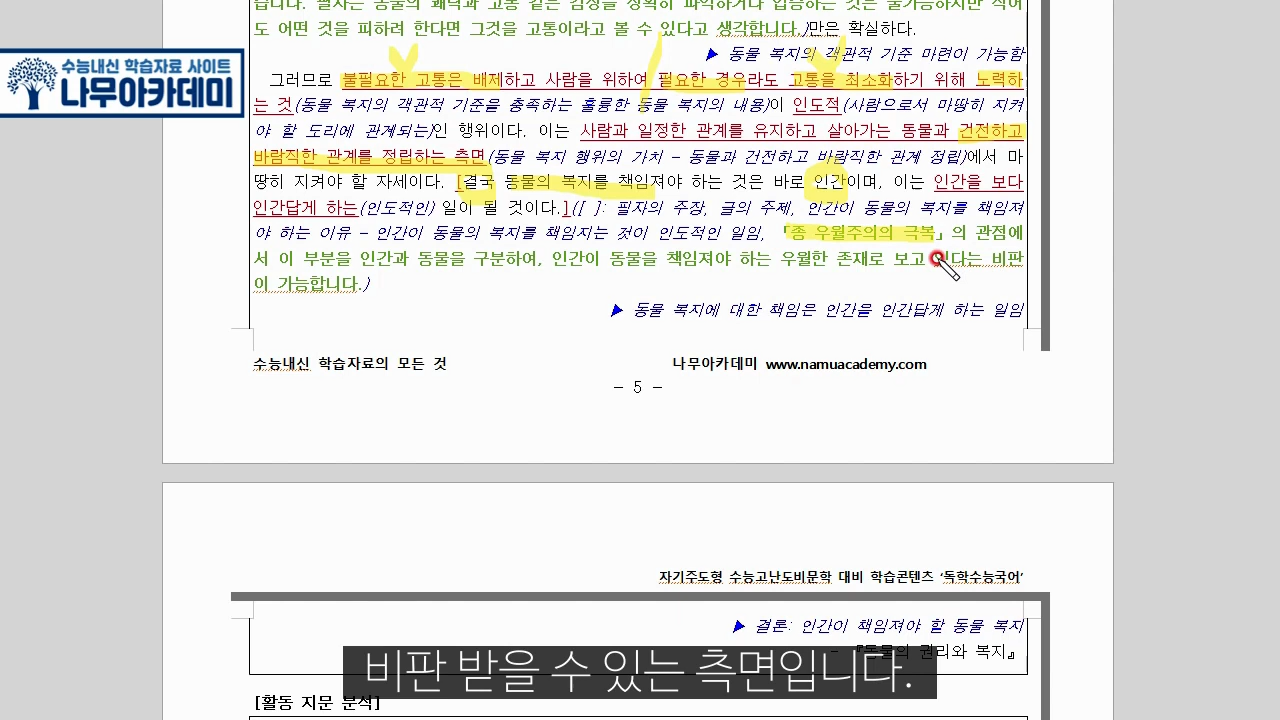 습니다. 필자는 동물의 쾌락과 고통 같은 감정을 정확히 파악하거나 입증하는 것은 불가능하지만 적어
도 어떤 것을 피하려 한다면 그것을 고통이라고 볼 수 있다고 생각합니다.)만은 확실하다.
▶ 동물 복지의 객관적 기준 마련이 가능함
수능내신 학습자료 사이트
나무아카데미
그러므로 불필요한 고통은 배제하고 사람을 위하여 필요한 경우라도 고통을 최소화하기 위해 노력하
는 것(동물 복지의 객관적 기준을 충족하는 훌륭한 동물 복지의 내용)이 인도적(사람으로서 마땅히 지켜
야 할 도리에 관계되는)인 행위이다. 이는 사람과 일정한 관계를 유지하고 살아가는 동물과 건전하고
바람직한 관계를 정립하는 측면(동물 복지 행위의 가치 – 동물과 건전하고 바람직한 관계 정립)에서 마
땅히 지켜야 할 자세이다. [결국 동물의 복지를 책임져야 하는 것은 바로 인간이며, 이는 인간을 보다
인간답게 하는(인도적인) 일이 될 것이다.]([ ]: 필자의 주장, 글의 주제, 인간이 동물의 복지를 책임져
야 하는 이유 – 인간이 동물의 복지를 책임지는 것이 인도적인 일임, 『종 우월주의의 극복』의 관점에
서 이 부분을 인간과 동물을 구분하여, 인간이 동물을 책임져야 하는 우월한 존재로 보고 있다는 비판
이 가능합니다.)
▶ 동물 복지에 대한 책임은 인간을 인간답게 하는 일임
수능내신 학습자료의 모든 것 나무아카데미 www.namuacademy.com
– 5 –
자기주도형 수능고난도비문학 대비 학습콘텐츠 ‘독학수능국어’
▶ 결론: 인간이 책임져야 할 동물 복지
– 『동물의 권리와 복지』
비판 받을 수 있는 측면입니다.
[활동 지문 분석]